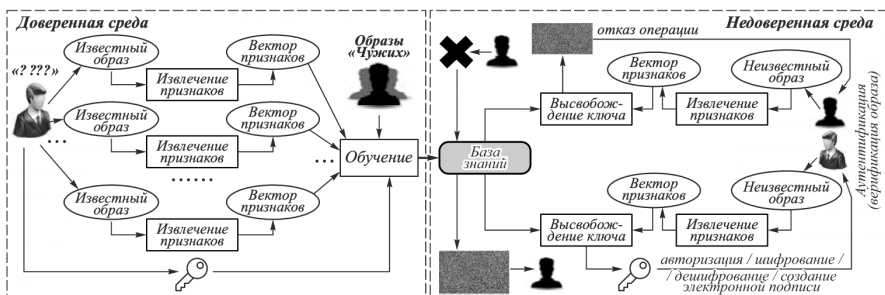 Доверенная среда
«? ???»
Известный
образ
Извлечение
признаков
Вектор
признаков
Образы
«Чужих»
Известный
образ
Извлечение
признаков
Вектор
признаков
...
......
...
Обучение
Известный
образ
Извлечение
признаков
Вектор
признаков
Недоверенная среда
отказ операции
Вектор
признаков
Неизвестный
образ
Высвобож-
дение ключа
Извлечение
признаков
База
знаний
Аутентификация
(верификация образа)
Вектор
признаков
Неизвестный
образ
Высвобож-
дение ключа
Извлечение
признаков
авторизация / шифрование /
/ дешифрование / создание
электронной подписи